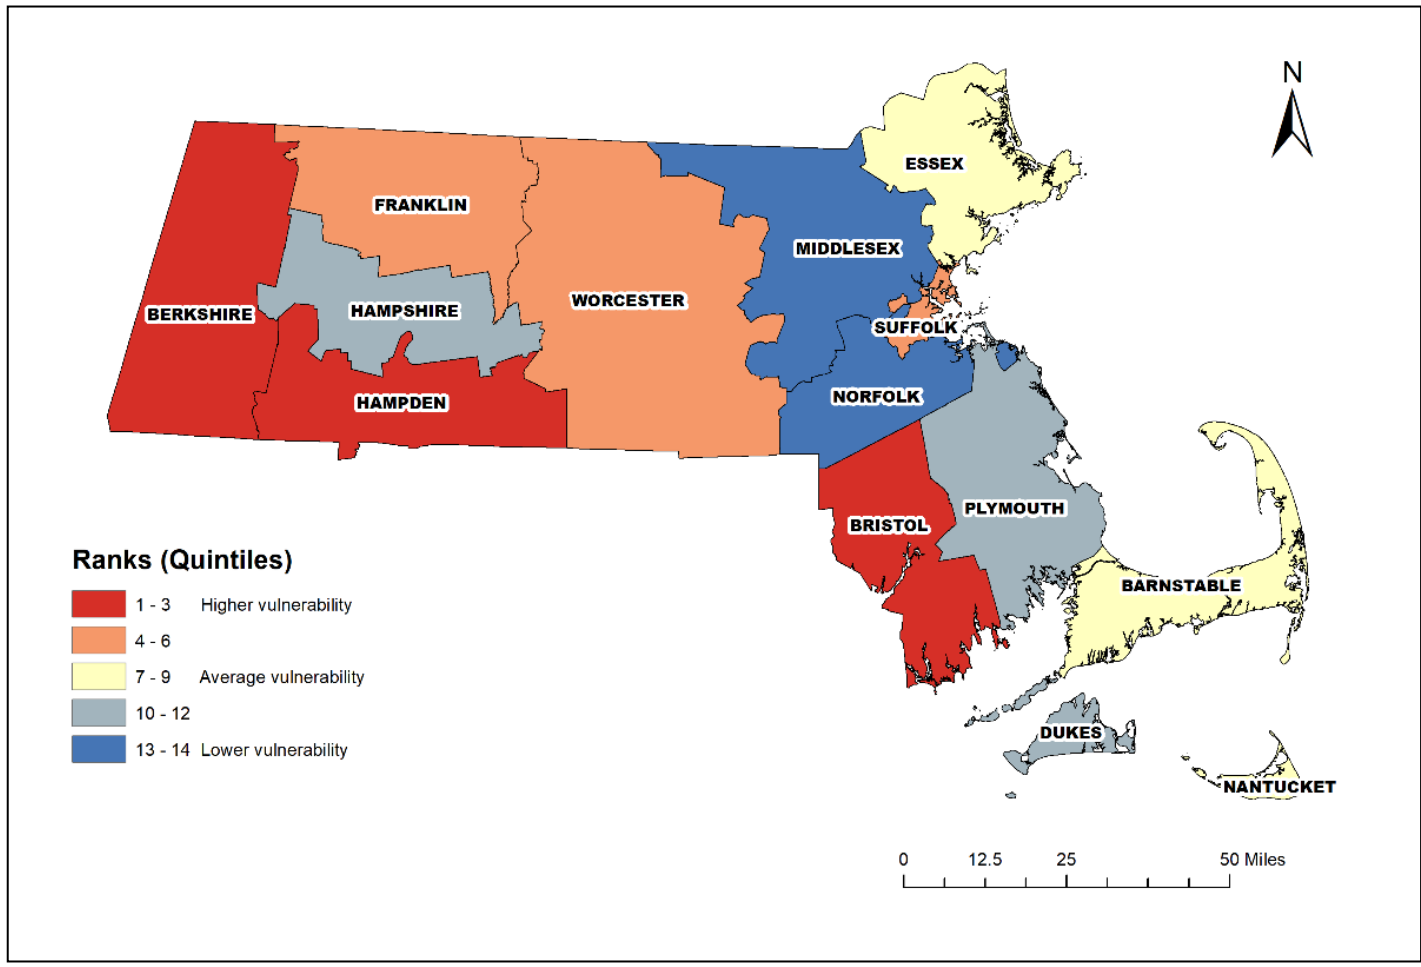 N
ESSEX
FRANKLIN
MIDDLESEX
WORCESTER
HAMPSHIRE
BERKSHIRE
SUFFOLK
NORFOLK
HAMPDEN
PLYMOUTH
BRISTOL
BARNSTABLE
DUKES
NANTUCKET
Ranks (Quintiles)
1 - 3 Higher vulnerability
4 - 6
7 - 9 Average vulnerability
10 - 12
13 - 14 Lower vulnerability
0 12.5 25 50 Miles